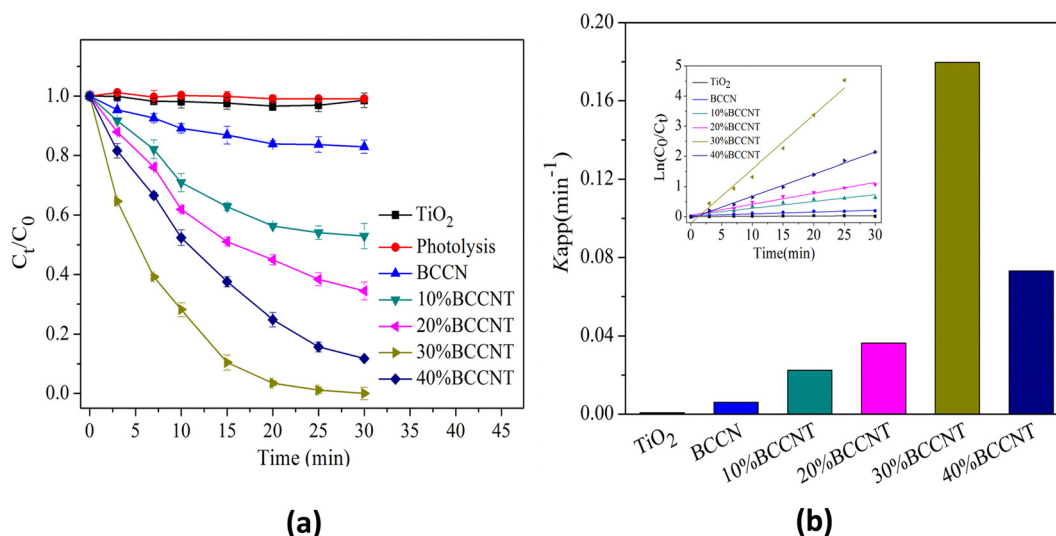 1.0
0.8
0.6
0.4
0.2
0.0
Ct/C0
0 5 10 15 20 25 30 35 40 45
Time (min)
TiO2
Photolysis
BCCN
10%BCCNT
20%BCCNT
30%BCCNT
40%BCCNT
(a)
0.20
0.16
0.12
0.08
0.04
0.00
Kapp(min-1)
TiO2
BCCN
10%BCCNT
20%BCCNT
30%BCCNT
40%BCCNT
5
4
3
2
1
0
Ln(C0/Ct)
TiO2
BCCN
10%BCCNT
20%BCCNT
30%BCCNT
40%BCCNT
0 5 10 15 20 25 30
Time(min)
(b)